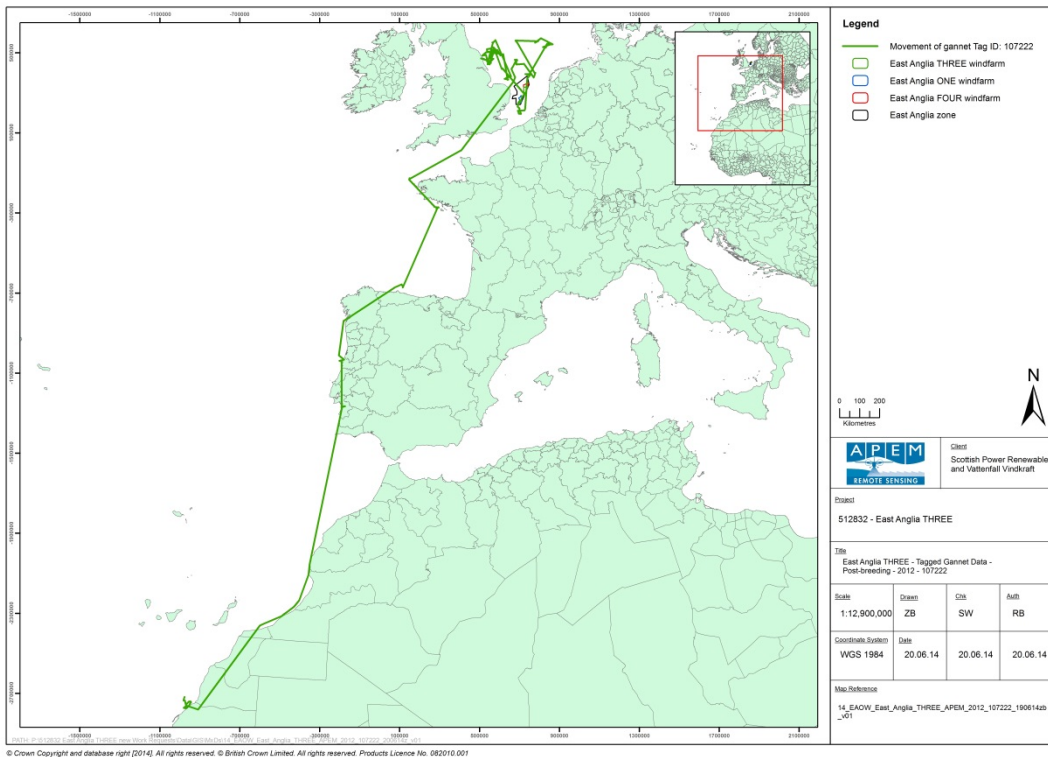 -1500000 -1100000 -700000 -300000 100000 500000 900000 1300000 1700000 2100000
Legend
Movement of gannet Tag ID: 107222
East Anglia THREE windfarm
East Anglia ONE windfarm
East Anglia FOUR windfarm
East Anglia zone
N
0 100 200
Kilometres
APEM
REMOTE SENSING
Client
Scottish Power Renewable
and Vattenfall Vindkraft
Project
512832 - East Anglia THREE
Title
East Anglia THREE - Tagged Gannet Data -
Post-breeding - 2012 - 107222
Scale Drawn Chk Auth
1:12,900,000 ZB SW RB
Coordinate System Date
WGS 1984 20.06.14 20.06.14 20.06.14
Map Reference
14_EAOW_East_Anglia_THREE_APEM_2012_107222_190614zb
_v01
© Crown Copyright and database right [2014]. All rights reserved. © British Crown Limited. All rights reserved. Products Licence No. 082010.001